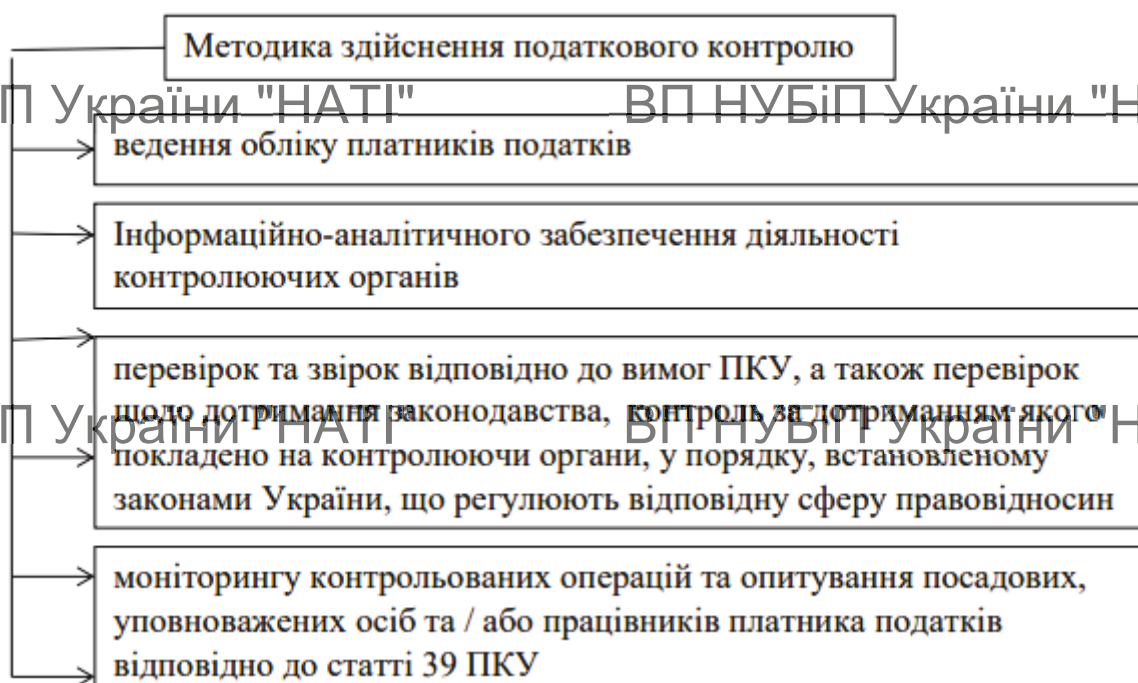 Методика здійснення податкового контролю
П України "НАТІ" ВП НУБіП України "Н
ведення обліку платників податків
Інформаційно-аналітичного забезпечення діяльності
контролюючих органів
перевірок та звірок відповідно до вимог ПКУ, а також перевірок
щодо дотримання законодавства, контроль за дотриманням якого
П України "НАТІ" ВП НУБіП України "Н
покладено на контролюючи органи, у порядку, встановленому
законами України, що регулюють відповідну сферу правовідносин
моніторингу контрольованих операцій та опитування посадових,
уповноважених осіб та / або працівників платника податків
відповідно до статті 39 ПКУ